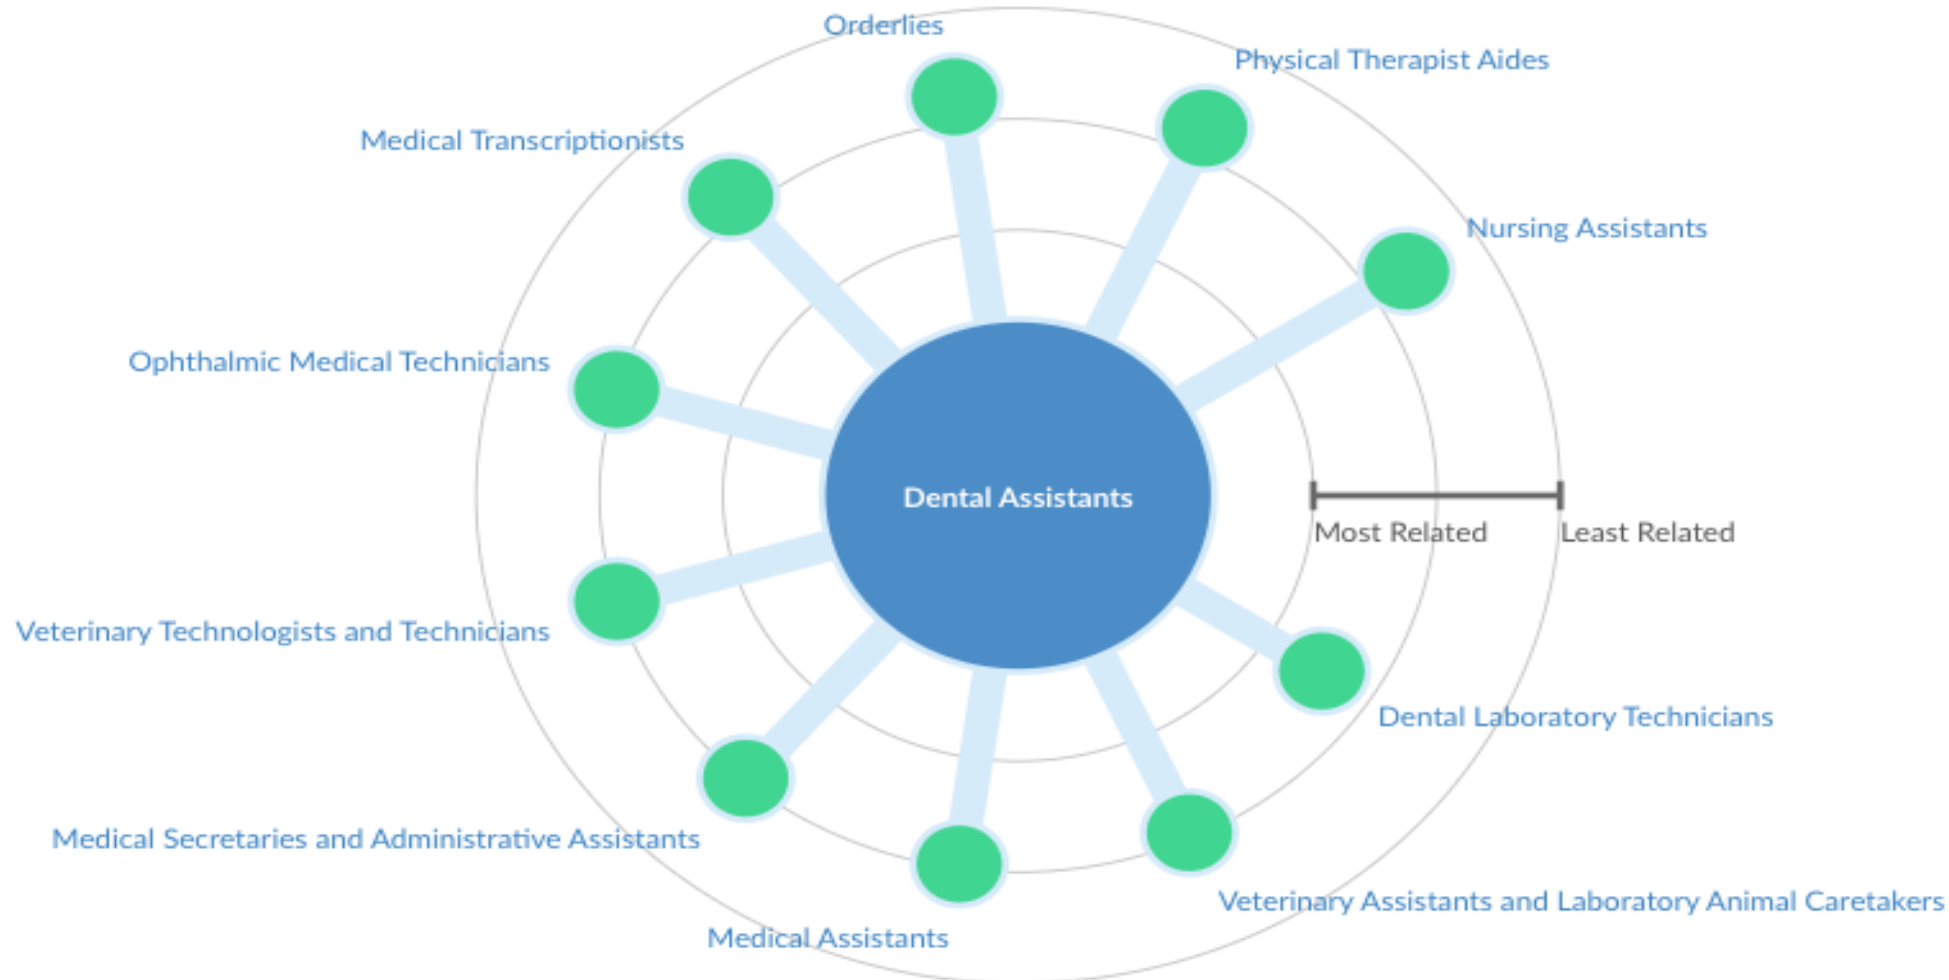 Orderlies
Physical Therapist Aides
Medical Transcriptionists
Nursing Assistants
Ophthalmic Medical Technicians
Dental Assistants
Most Related
Least Related
Veterinary Technologists and Technicians
Dental Laboratory Technicians
Medical Secretaries and Administrative Assistants
Veterinary Assistants and Laboratory Animal Caretakers
Medical Assistants